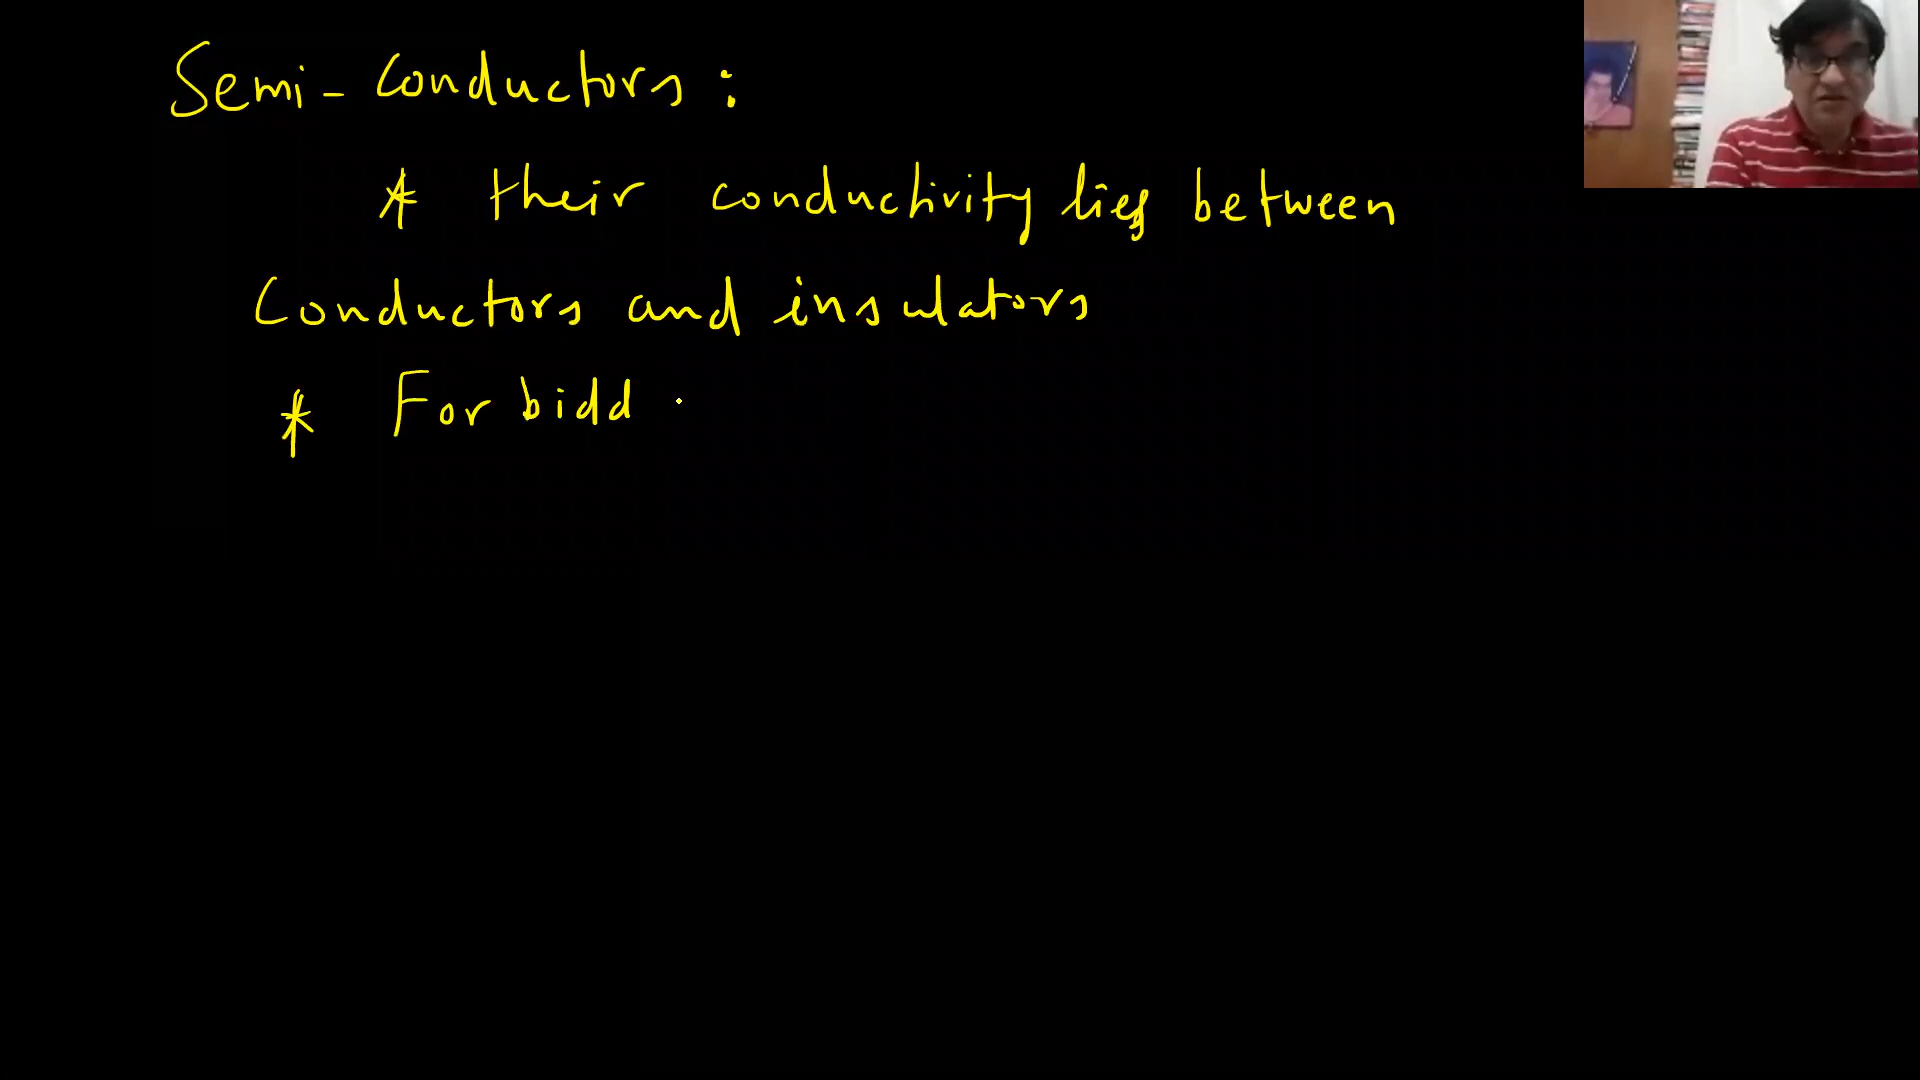 Semi-conductors :
* their conductivity lies between
Conductors and insulators
* Forbidd